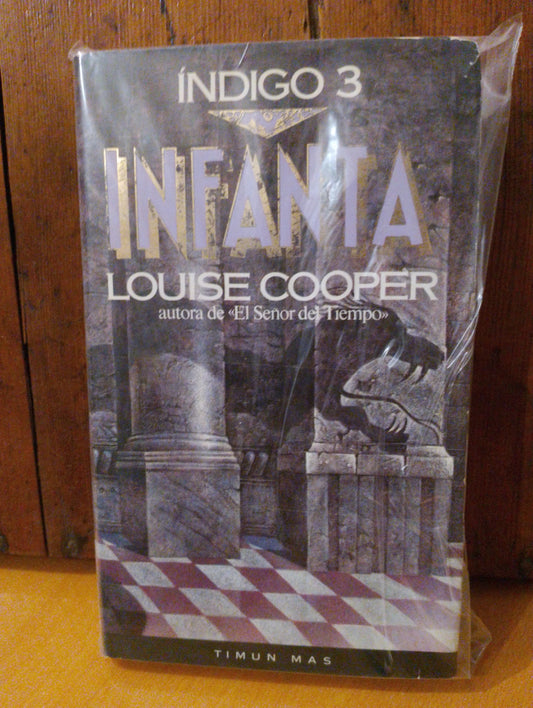 ÍNDIGO 3
INFANTA
LOUISE COOPER
autora de «El Señor del Tiempo»
TIMUN MAS